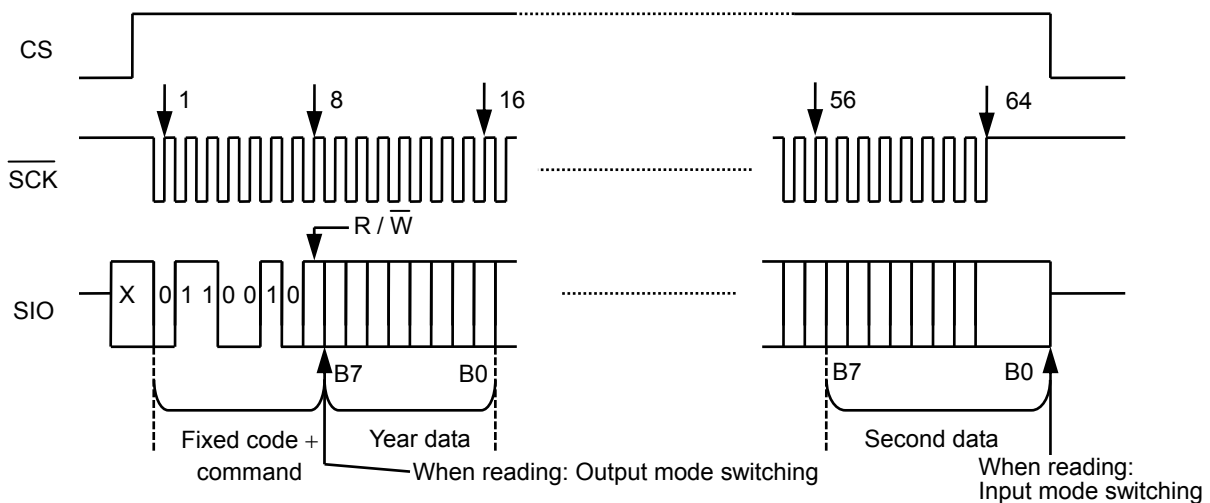 CS
1 8 16 56 64
S̅C̅K̅
R / W̅
X 0 1 1 0 0 1 0
SIO
B7 B0 B7 B0
Fixed code +
command
Year data
Second data
When reading: Output mode switching
When reading:
Input mode switching